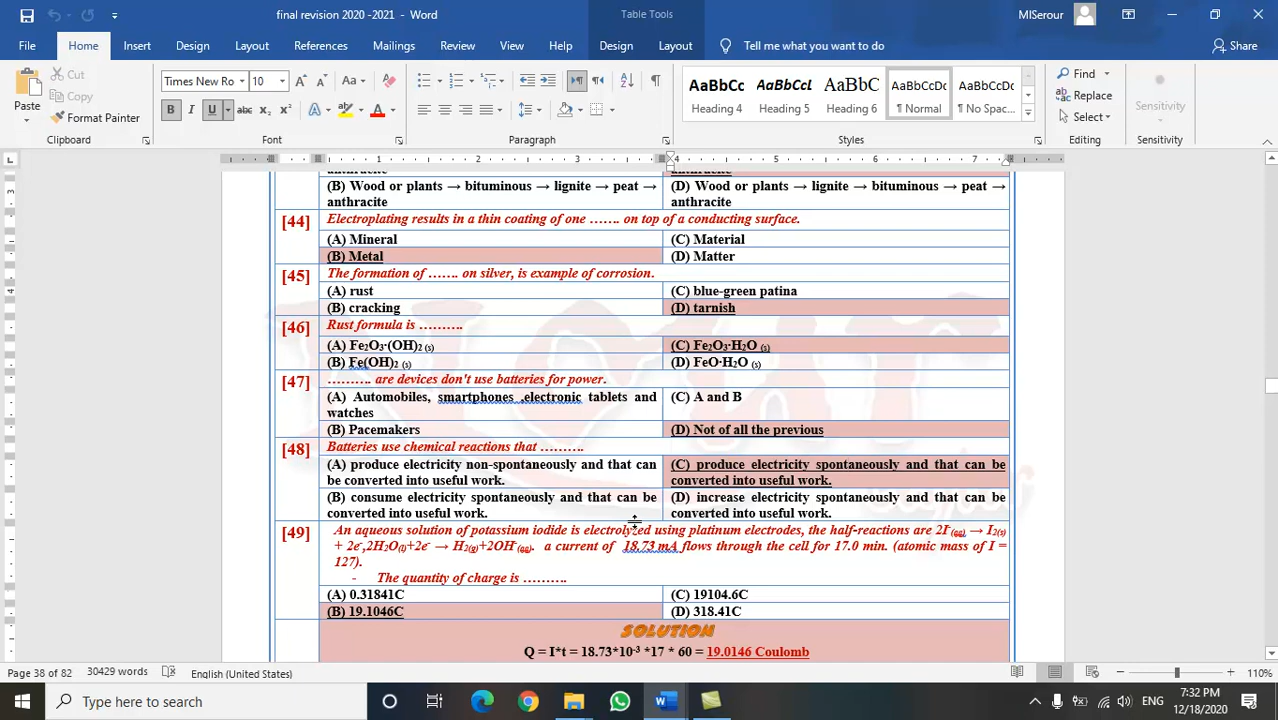 final revision 2020 -2021 - Word
Table Tools
MISerour
File Home Insert Design Layout References Mailings Review View Help Design Layout Tell me what you want to do Share
Cut
Copy
Format Painter
Paste
Times New Ro 10
AaBbCc AaBbCc AaBbCc AaBbCcDc AaBbCcDc
Heading 4 Heading 5 Heading 6 ¶ Normal ¶ No Spac...
Find
Replace
Select
Sensitivity
Clipboard Font Paragraph Styles Editing Sensitivity
1 2 3 4 5 6 7
anthracite anthracite
(B) Wood or plants → bituminous → lignite → peat → anthracite
(D) Wood or plants → lignite → bituminous → peat → anthracite
[44] Electroplating results in a thin coating of one ……. on top of a conducting surface.
(A) Mineral (C) Material
(B) Metal (D) Matter
[45] The formation of ……. on silver, is example of corrosion.
(A) rust (C) blue-green patina
(B) cracking (D) tarnish
[46] Rust formula is ……….
(A) Fe2O3·(OH)2 (s) (C) Fe2O3·H2O (s)
(B) Fe(OH)2 (s) (D) FeO·H2O (s)
[47] ………. are devices don't use batteries for power.
(A) Automobiles, smartphones ,electronic tablets and watches
(C) A and B
(B) Pacemakers (D) Not of all the previous
[48] Batteries use chemical reactions that ……….
(A) produce electricity non-spontaneously and that can be converted into useful work.
(C) produce electricity spontaneously and that can be converted into useful work.
(B) consume electricity spontaneously and that can be converted into useful work.
(D) increase electricity spontaneously and that can be converted into useful work.
[49] An aqueous solution of potassium iodide is electrolyzed using platinum electrodes, the half-reactions are 2I-(aq) → I2(s)
+ 2e-,2H2O(l)+2e- → H2(g)+2OH-(aq). a current of 18.73 mA flows through the cell for 17.0 min. (atomic mass of I =
127).
- The quantity of charge is ……….
(A) 0.31841C (C) 19104.6C
(B) 19.1046C (D) 318.41C
SOLUTION
Q = I*t = 18.73*10-3 *17 * 60 = 19.0146 Coulomb
Page 38 of 82 30429 words English (United States) 110%
Type here to search
ENG
7:32 PM
12/18/2020